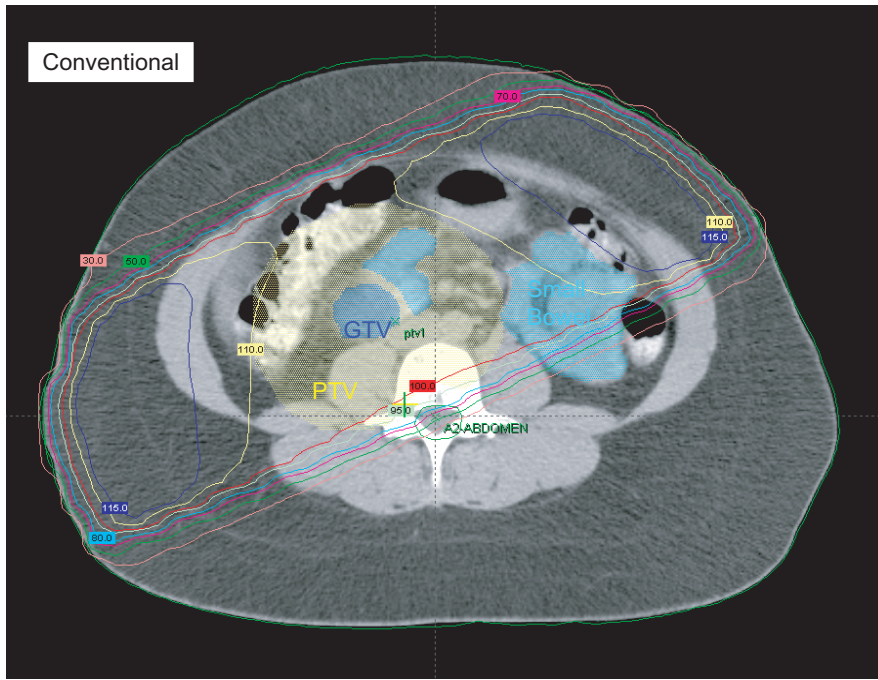 Conventional
70.0
110.0
115.0
30.0
50.0
Small
Bowel
GTV
ptv1
110.0
PTV
100.0
95.0
A2 ABDOMEN
115.0
80.0